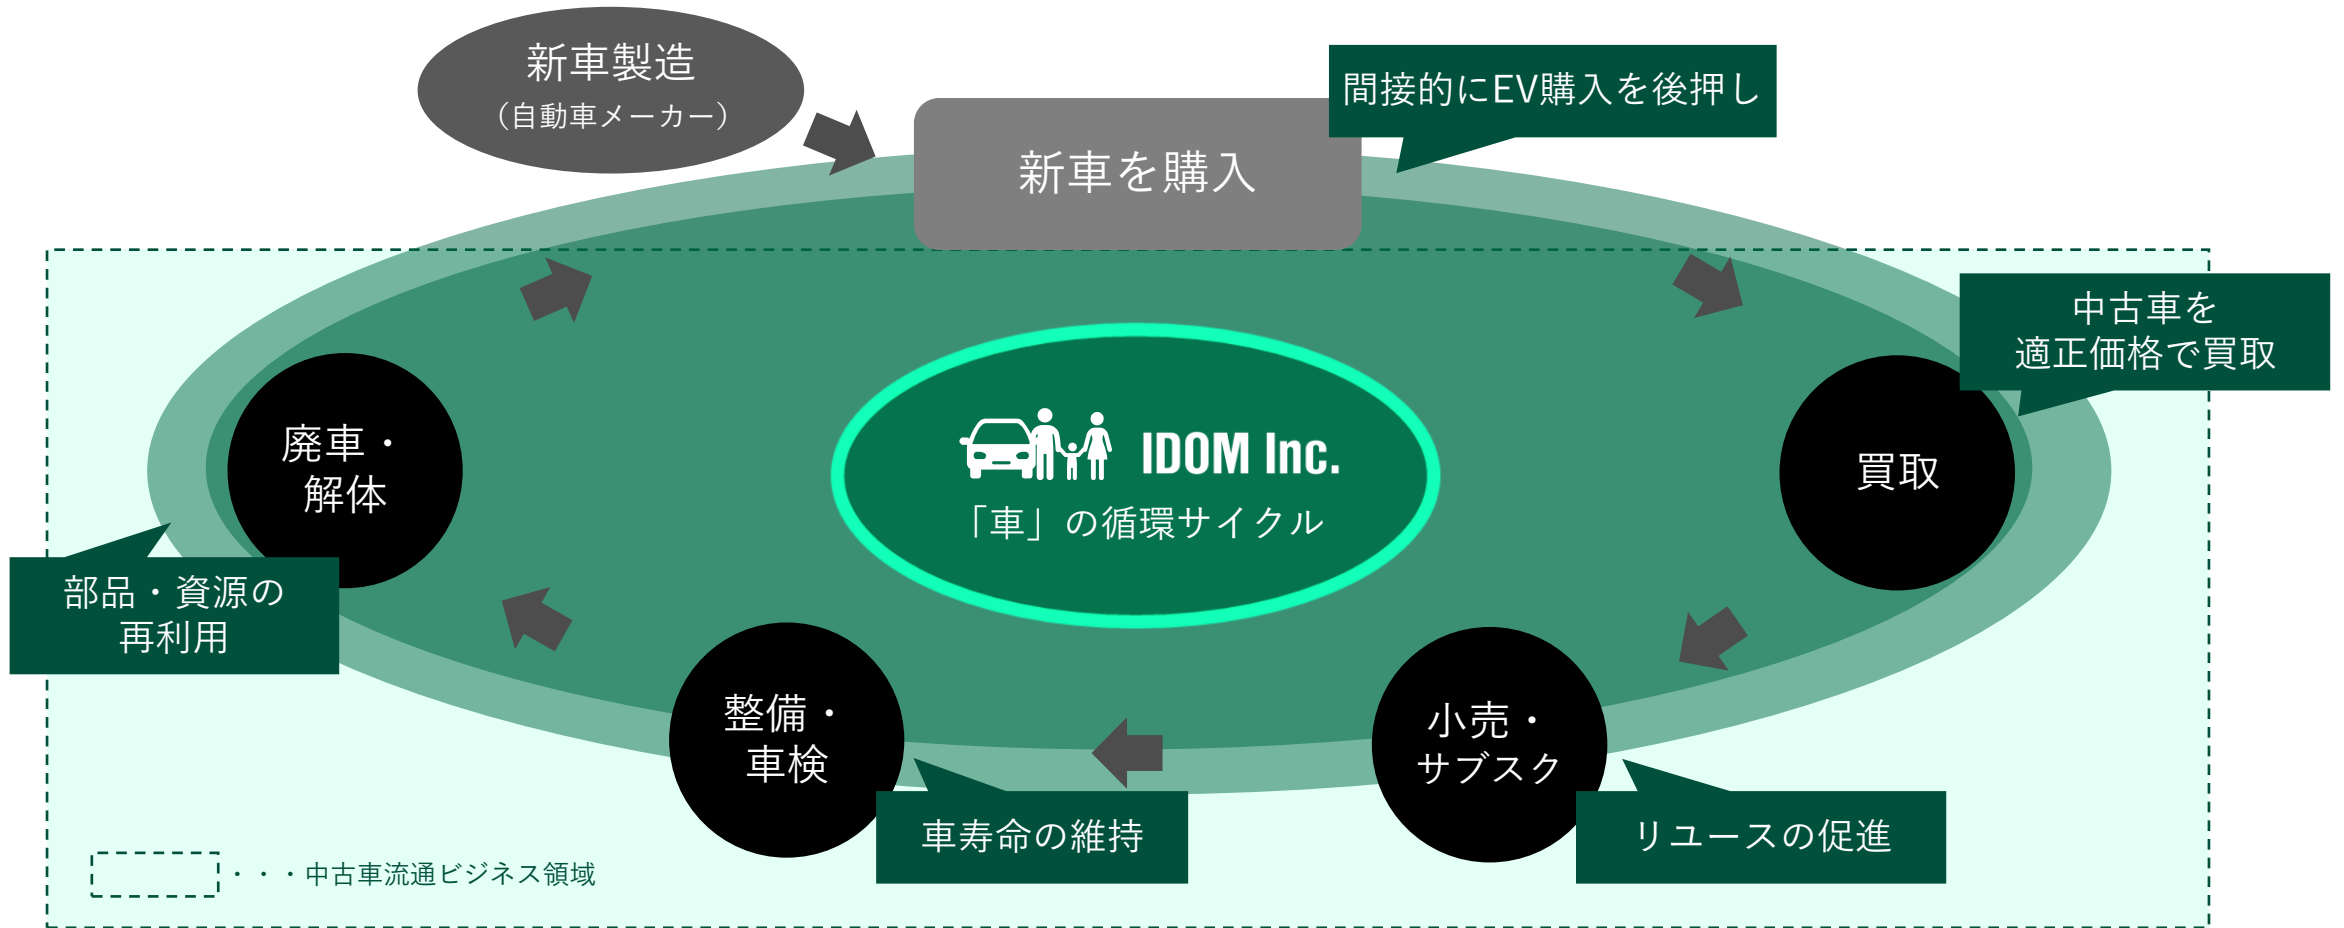 新車製造
（自動車メーカー）
間接的にEV購入を後押し
新車を購入
中古車を
適正価格で買取
買取
廃車・
解体
IDOM Inc.
「車」の循環サイクル
部品・資源の
再利用
整備・
車検
小売・
サブスク
車寿命の維持
リユースの促進
・・・中古車流通ビジネス領域